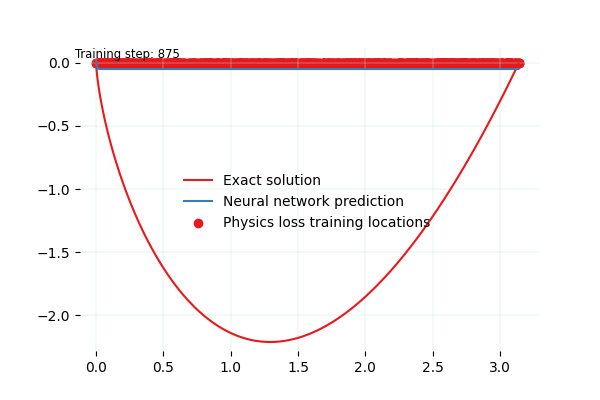 Training step: 875
0.0
−0.5
−1.0
−1.5
−2.0
Exact solution
Neural network prediction
Physics loss training locations
0.0 0.5 1.0 1.5 2.0 2.5 3.0